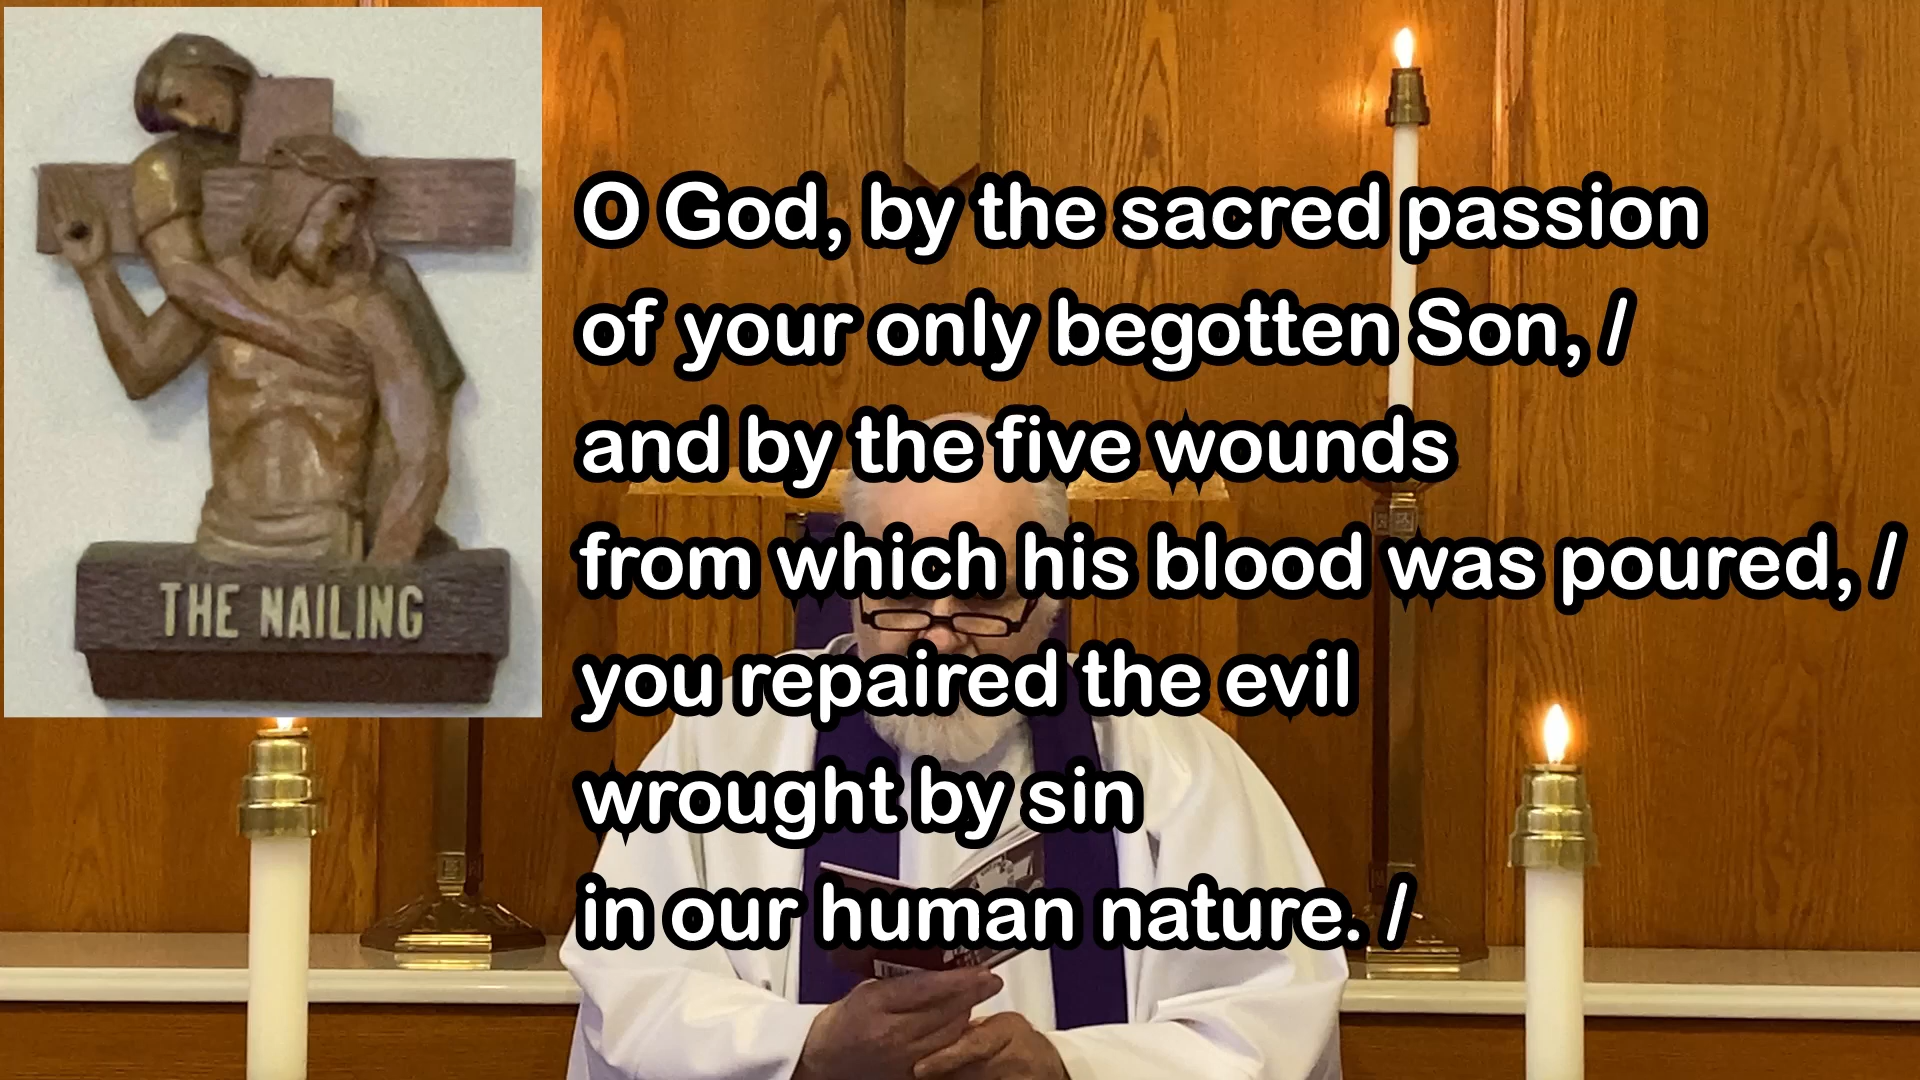 THE NAILING
O God, by the sacred passion
of your only begotten Son, /
and by the five wounds
from which his blood was poured, /
you repaired the evil
wrought by sin
in our human nature. /